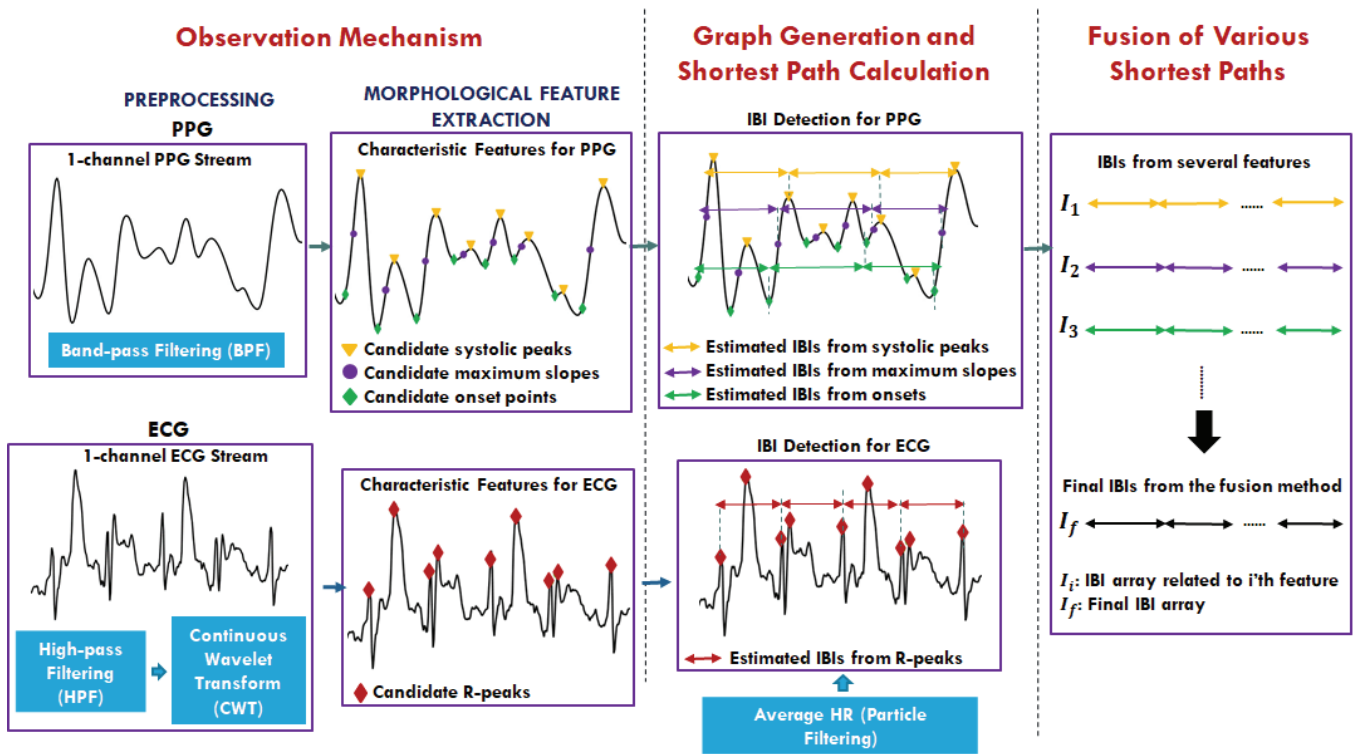 Observation Mechanism
Graph Generation and
Shortest Path Calculation
Fusion of Various
Shortest Paths
PREPROCESSING
MORPHOLOGICAL FEATURE
EXTRACTION
PPG
1-channel PPG Stream
Band-pass Filtering (BPF)
Characteristic Features for PPG
Candidate systolic peaks
Candidate maximum slopes
Candidate onset points
IBI Detection for PPG
Estimated IBIs from systolic peaks
Estimated IBIs from maximum slopes
Estimated IBIs from onsets
ECG
1-channel ECG Stream
High-pass
Filtering
(HPF)
Continuous
Wavelet
Transform
(CWT)
Characteristic Features for ECG
Candidate R-peaks
IBI Detection for ECG
Estimated IBIs from R-peaks
Average HR (Particle
Filtering)
IBIs from several features
I₁ ......
I₂ ......
I₃ ......
Final IBIs from the fusion method
I_f ......
I_i: IBI array related to i'th feature
I_f: Final IBI array